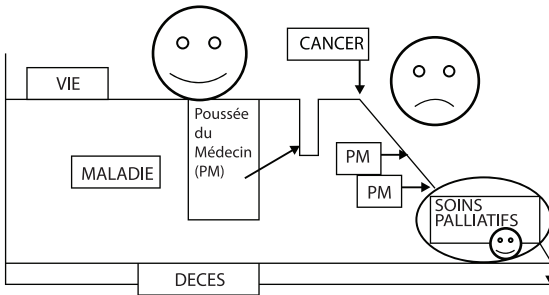 CANCER
VIE
Poussée
du
Médecin
(PM)
MALADIE
PM
PM
SOINS
PALLIATIFS
DECES